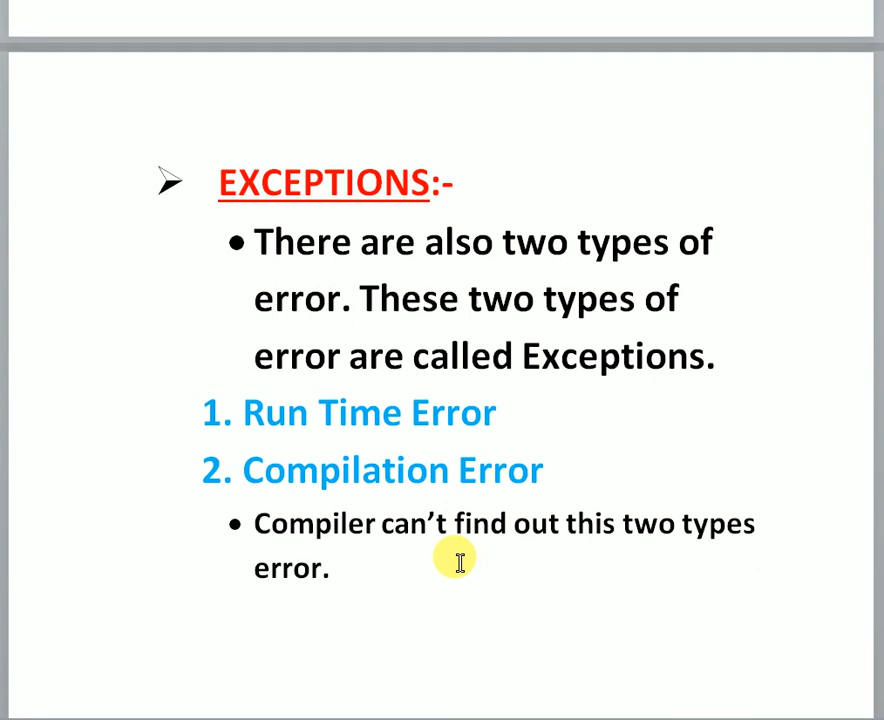 EXCEPTIONS:-
• There are also two types of
error. These two types of
error are called Exceptions.
1. Run Time Error
2. Compilation Error
• Compiler can’t find out this two types
error.